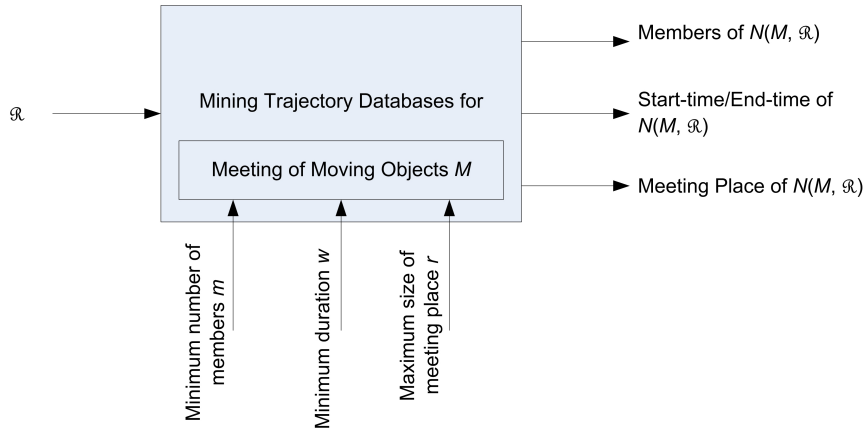 Members of N(M, ℛ)
Mining Trajectory Databases for
ℛ
Start-time/End-time of
N(M, ℛ)
Meeting of Moving Objects M
Meeting Place of N(M, ℛ)
Minimum number of
members m
Minimum duration w
Maximum size of
meeting place r